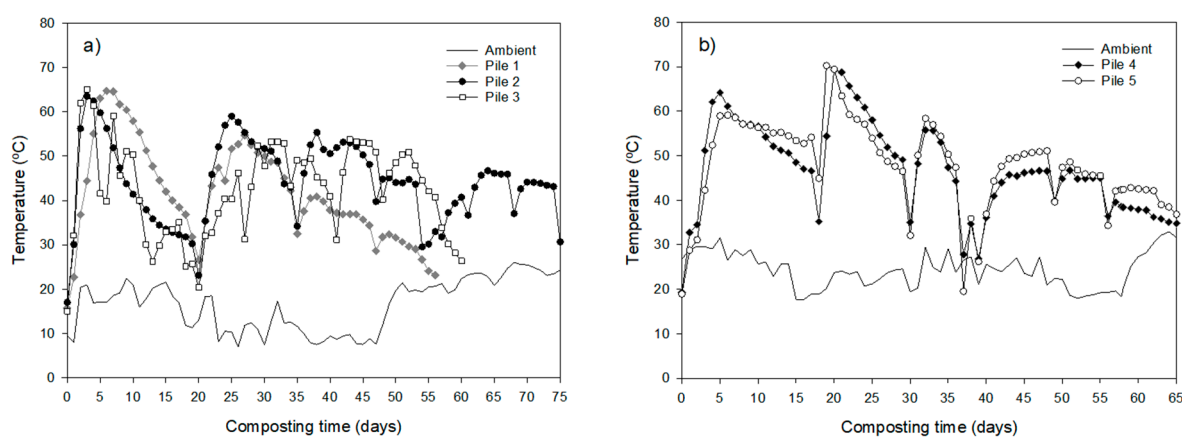 a)
Ambient
Pile 1
Pile 2
Pile 3
Temperature (ºC)
80
70
60
50
40
30
20
10
0
0 5 10 15 20 25 30 35 40 45 50 55 60 65 70 75
Composting time (days)
b)
Ambient
Pile 4
Pile 5
Temperature (ºC)
80
70
60
50
40
30
20
10
0
0 5 10 15 20 25 30 35 40 45 50 55 60 65
Composting time (days)